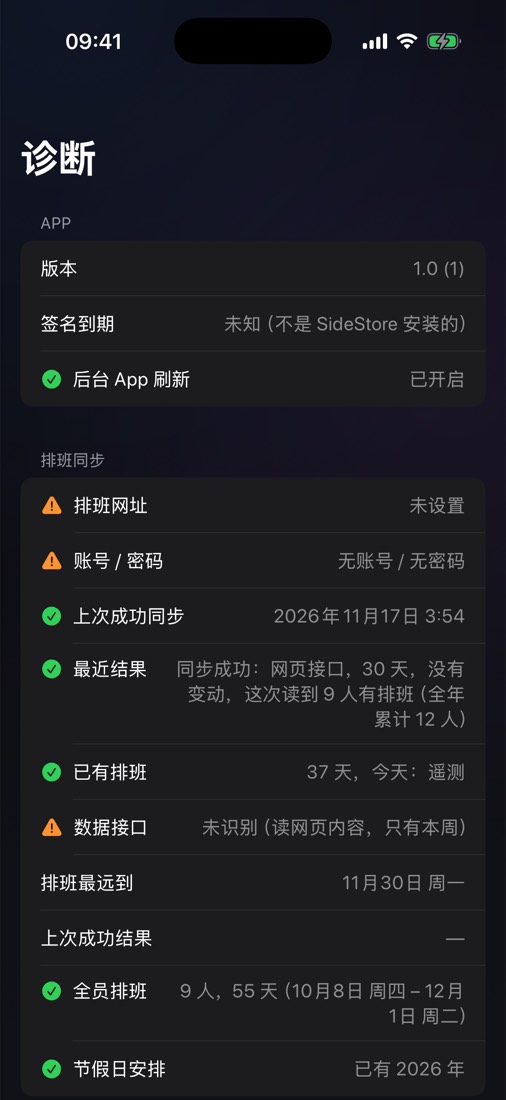 09:41
诊断
APP
版本 1.0 (1)
签名到期 未知（不是 SideStore 安装的）
后台 App 刷新 已开启
排班同步
排班网址 未设置
账号 / 密码 无账号 / 无密码
上次成功同步 2026年11月17日 3:54
最近结果 同步成功：网页接口，30 天，没有
变动，这次读到 9 人有排班（全年
累计 12 人）
已有排班 37 天，今天：遥测
数据接口 未识别（读网页内容，只有本周）
排班最远到 11月30日 周一
上次成功结果 —
全员排班 9 人，55 天（10月8日 周四 – 12月
1日 周二）
节假日安排 已有 2026 年